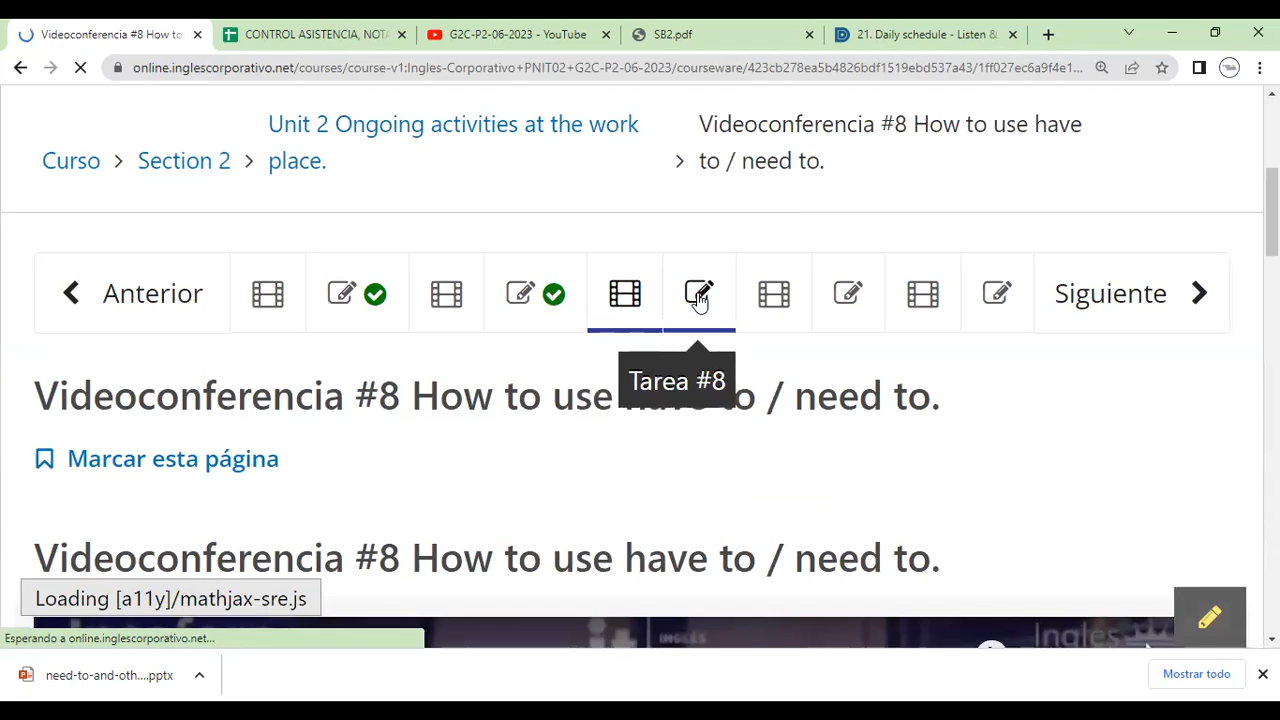 Videoconferencia #8 How to
CONTROL ASISTENCIA, NOTA
G2C-P2-06-2023 - YouTube
SB2.pdf
21. Daily schedule - Listen &
online.inglescorporativo.net/courses/course-v1:Ingles-Corporativo+PNIT02+G2C-P2-06-2023/courseware/423cb278ea5b4826bdf1519ebd537a43/1ff027ec6a9f4e1...
Curso > Section 2 > Unit 2 Ongoing activities at the work place. > Videoconferencia #8 How to use have to / need to.
Anterior
Siguiente
Tarea #8
Videoconferencia #8 How to use have to / need to.
Marcar esta página
Videoconferencia #8 How to use have to / need to.
Loading [a11y]/mathjax-sre.js
INGLÉS
Ingles
Esperando a online.inglescorporativo.net...
need-to-and-oth....pptx
Mostrar todo